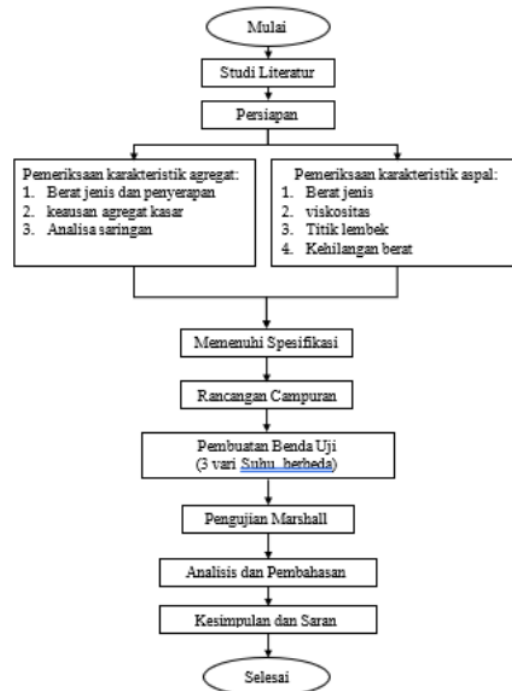 Mulai
Studi Literatur
Persiapan
Pemeriksaan karakteristik agregat:
1. Berat jenis dan penyerapan
2. keausan agregat kasar
3. Analisa saringan
Pemeriksaan karakteristik aspal:
1. Berat jenis
2. viskositas
3. Titik lembek
4. Kehilangan berat
Memenuhi Spesifikasi
Rancangan Campuran
Pembuatan Benda Uji
(3 vari Suhu berbeda)
Pengujian Marshall
Analisis dan Pembahasan
Kesimpulan dan Saran
Selesai